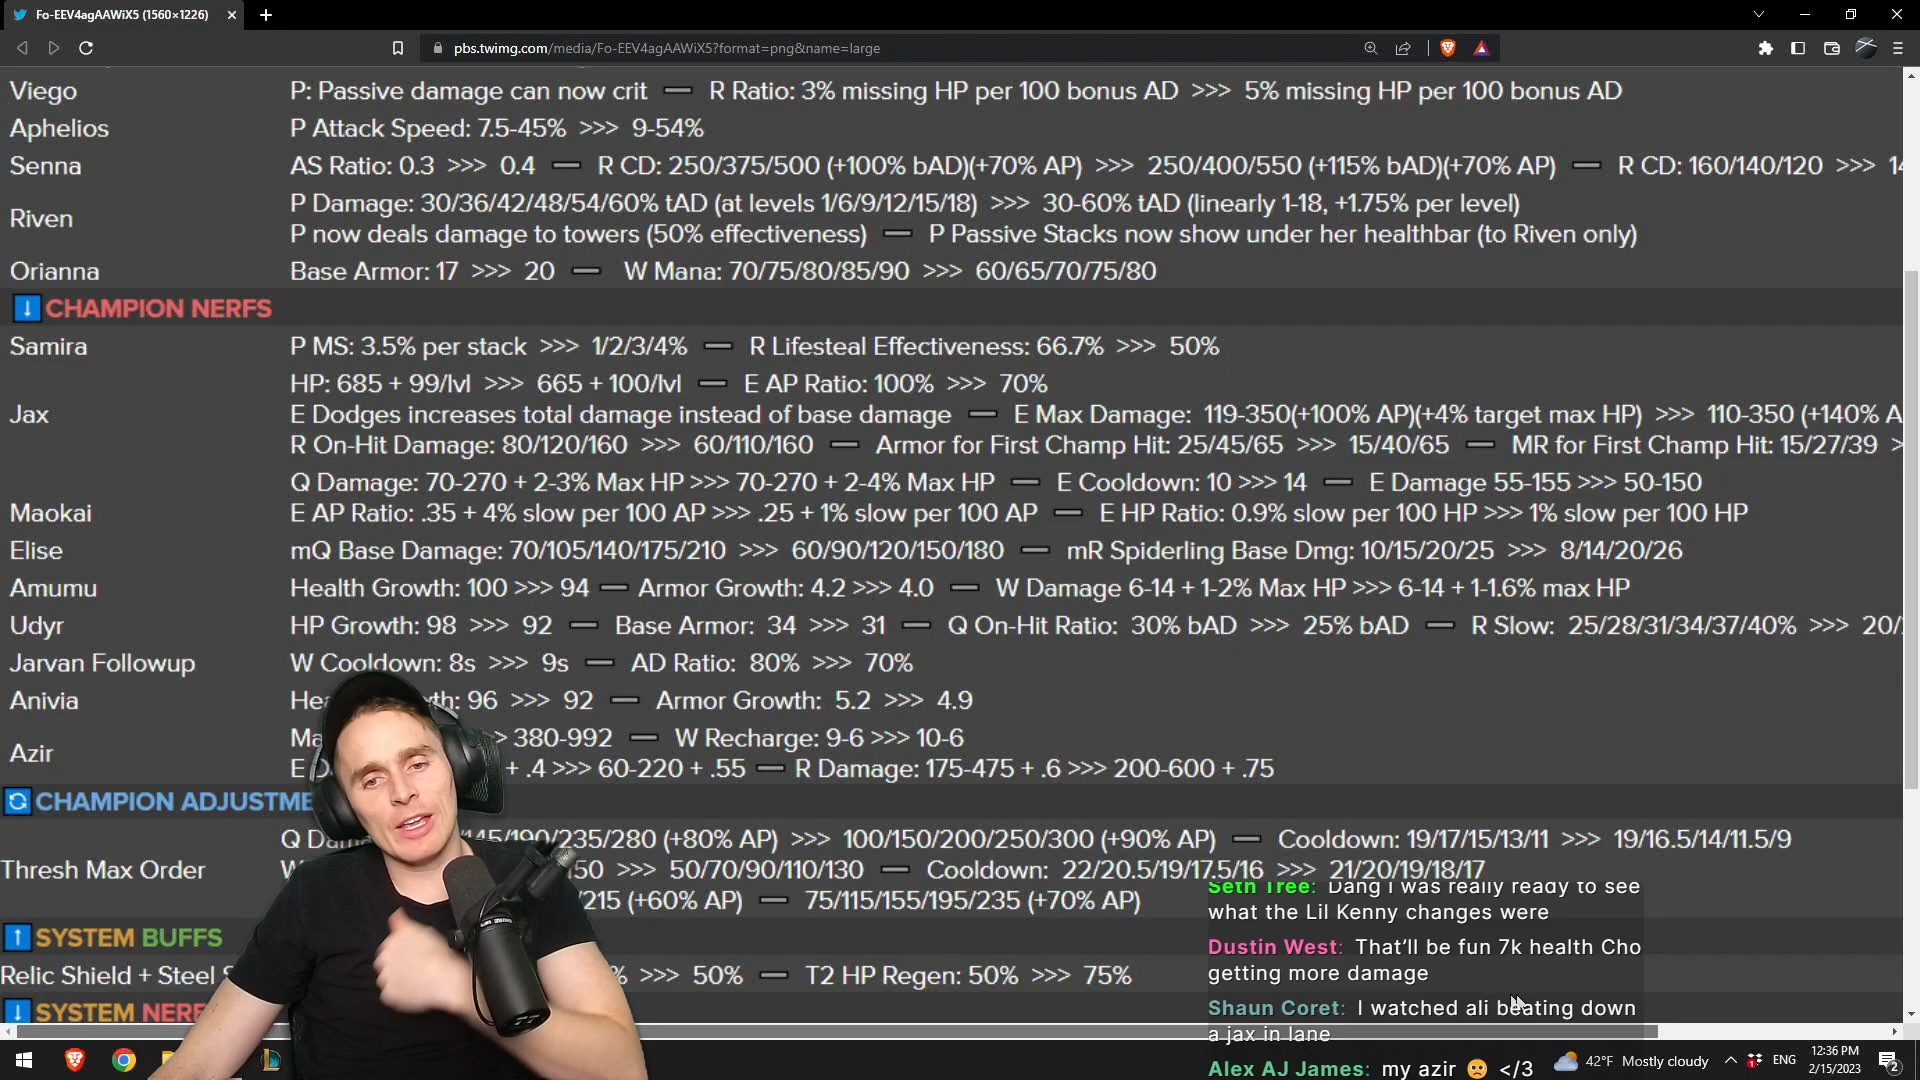 Fo-EEV4agAAWiX5 (1560×1226)
pbs.twimg.com/media/Fo-EEV4agAAWiX5?format=png&name=large
Viego P: Passive damage can now crit — R Ratio: 3% missing HP per 100 bonus AD >>> 5% missing HP per 100 bonus AD
Aphelios P Attack Speed: 7.5-45% >>> 9-54%
Senna AS Ratio: 0.3 >>> 0.4 — R CD: 250/375/500 (+100% bAD)(+70% AP) >>> 250/400/550 (+115% bAD)(+70% AP) — R CD: 160/140/120 >>> 14
Riven P Damage: 30/36/42/48/54/60% tAD (at levels 1/6/9/12/15/18) >>> 30-60% tAD (linearly 1-18, +1.75% per level)
P now deals damage to towers (50% effectiveness) — P Passive Stacks now show under her healthbar (to Riven only)
Orianna Base Armor: 17 >>> 20 — W Mana: 70/75/80/85/90 >>> 60/65/70/75/80
CHAMPION NERFS
Samira P MS: 3.5% per stack >>> 1/2/3/4% — R Lifesteal Effectiveness: 66.7% >>> 50%
HP: 685 + 99/lvl >>> 665 + 100/lvl — E AP Ratio: 100% >>> 70%
Jax E Dodges increases total damage instead of base damage — E Max Damage: 119-350(+100% AP)(+4% target max HP) >>> 110-350 (+140% A
R On-Hit Damage: 80/120/160 >>> 60/110/160 — Armor for First Champ Hit: 25/45/65 >>> 15/40/65 — MR for First Champ Hit: 15/27/39 >
Q Damage: 70-270 + 2-3% Max HP >>> 70-270 + 2-4% Max HP — E Cooldown: 10 >>> 14 — E Damage 55-155 >>> 50-150
Maokai E AP Ratio: .35 + 4% slow per 100 AP >>> .25 + 1% slow per 100 AP — E HP Ratio: 0.9% slow per 100 HP >>> 1% slow per 100 HP
Elise mQ Base Damage: 70/105/140/175/210 >>> 60/90/120/150/180 — mR Spiderling Base Dmg: 10/15/20/25 >>> 8/14/20/26
Amumu Health Growth: 100 >>> 94 — Armor Growth: 4.2 >>> 4.0 — W Damage 6-14 + 1-2% Max HP >>> 6-14 + 1-1.6% max HP
Udyr HP Growth: 98 >>> 92 — Base Armor: 34 >>> 31 — Q On-Hit Ratio: 30% bAD >>> 25% bAD — R Slow: 25/28/31/34/37/40% >>> 20/
Jarvan Followup W Cooldown: 8s >>> 9s — AD Ratio: 80% >>> 70%
Anivia Hea th: 96 >>> 92 — Armor Growth: 5.2 >>> 4.9
Azir Ma > 380-992 — W Recharge: 9-6 >>> 10-6
E D + .4 >>> 60-220 + .55 — R Damage: 175-475 + .6 >>> 200-600 + .75
CHAMPION ADJUSTME
Q Dam 145/190/235/280 (+80% AP) >>> 100/150/200/250/300 (+90% AP) — Cooldown: 19/17/15/13/11 >>> 19/16.5/14/11.5/9
Thresh Max Order W 150 >>> 50/70/90/110/130 — Cooldown: 22/20.5/19/17.5/16 >>> 21/20/19/18/17
/215 (+60% AP) — 75/115/155/195/235 (+70% AP)
SYSTEM BUFFS
Relic Shield + Steel S % >>> 50% — T2 HP Regen: 50% >>> 75%
SYSTEM NERF
Seth Tree: Dang I was really ready to see
what the Lil Kenny changes were
Dustin West: That'll be fun 7k health Cho
getting more damage
Shaun Coret: I watched ali beating down
a jax in lane
Alex AJ James: my azir 🙁 </3
42°F Mostly cloudy
ENG
12:36 PM
2/15/2023
2